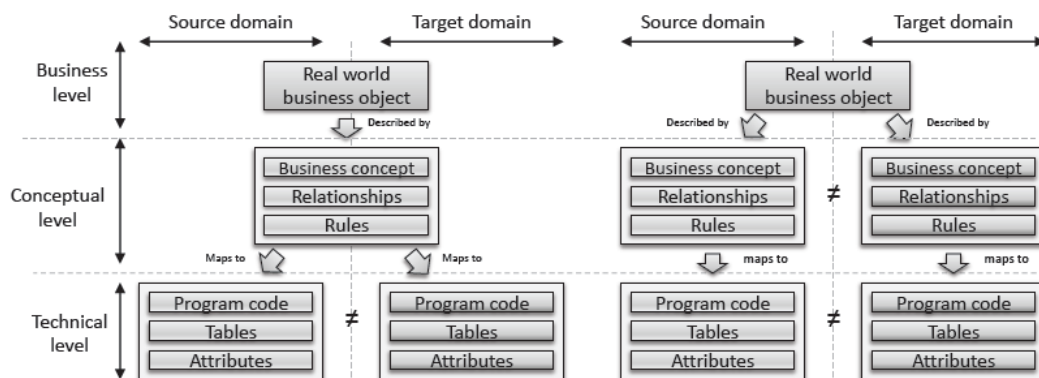 Source domain
Target domain
Source domain
Target domain
Business
level
Real world
business object
Real world
business object
Described by
Described by
Described by
Conceptual
level
Business concept
Relationships
Rules
Business concept
Relationships
Rules
≠
Business concept
Relationships
Rules
Maps to
Maps to
maps to
maps to
Technical
level
Program code
Tables
Attributes
≠
Program code
Tables
Attributes
Program code
Tables
Attributes
≠
Program code
Tables
Attributes